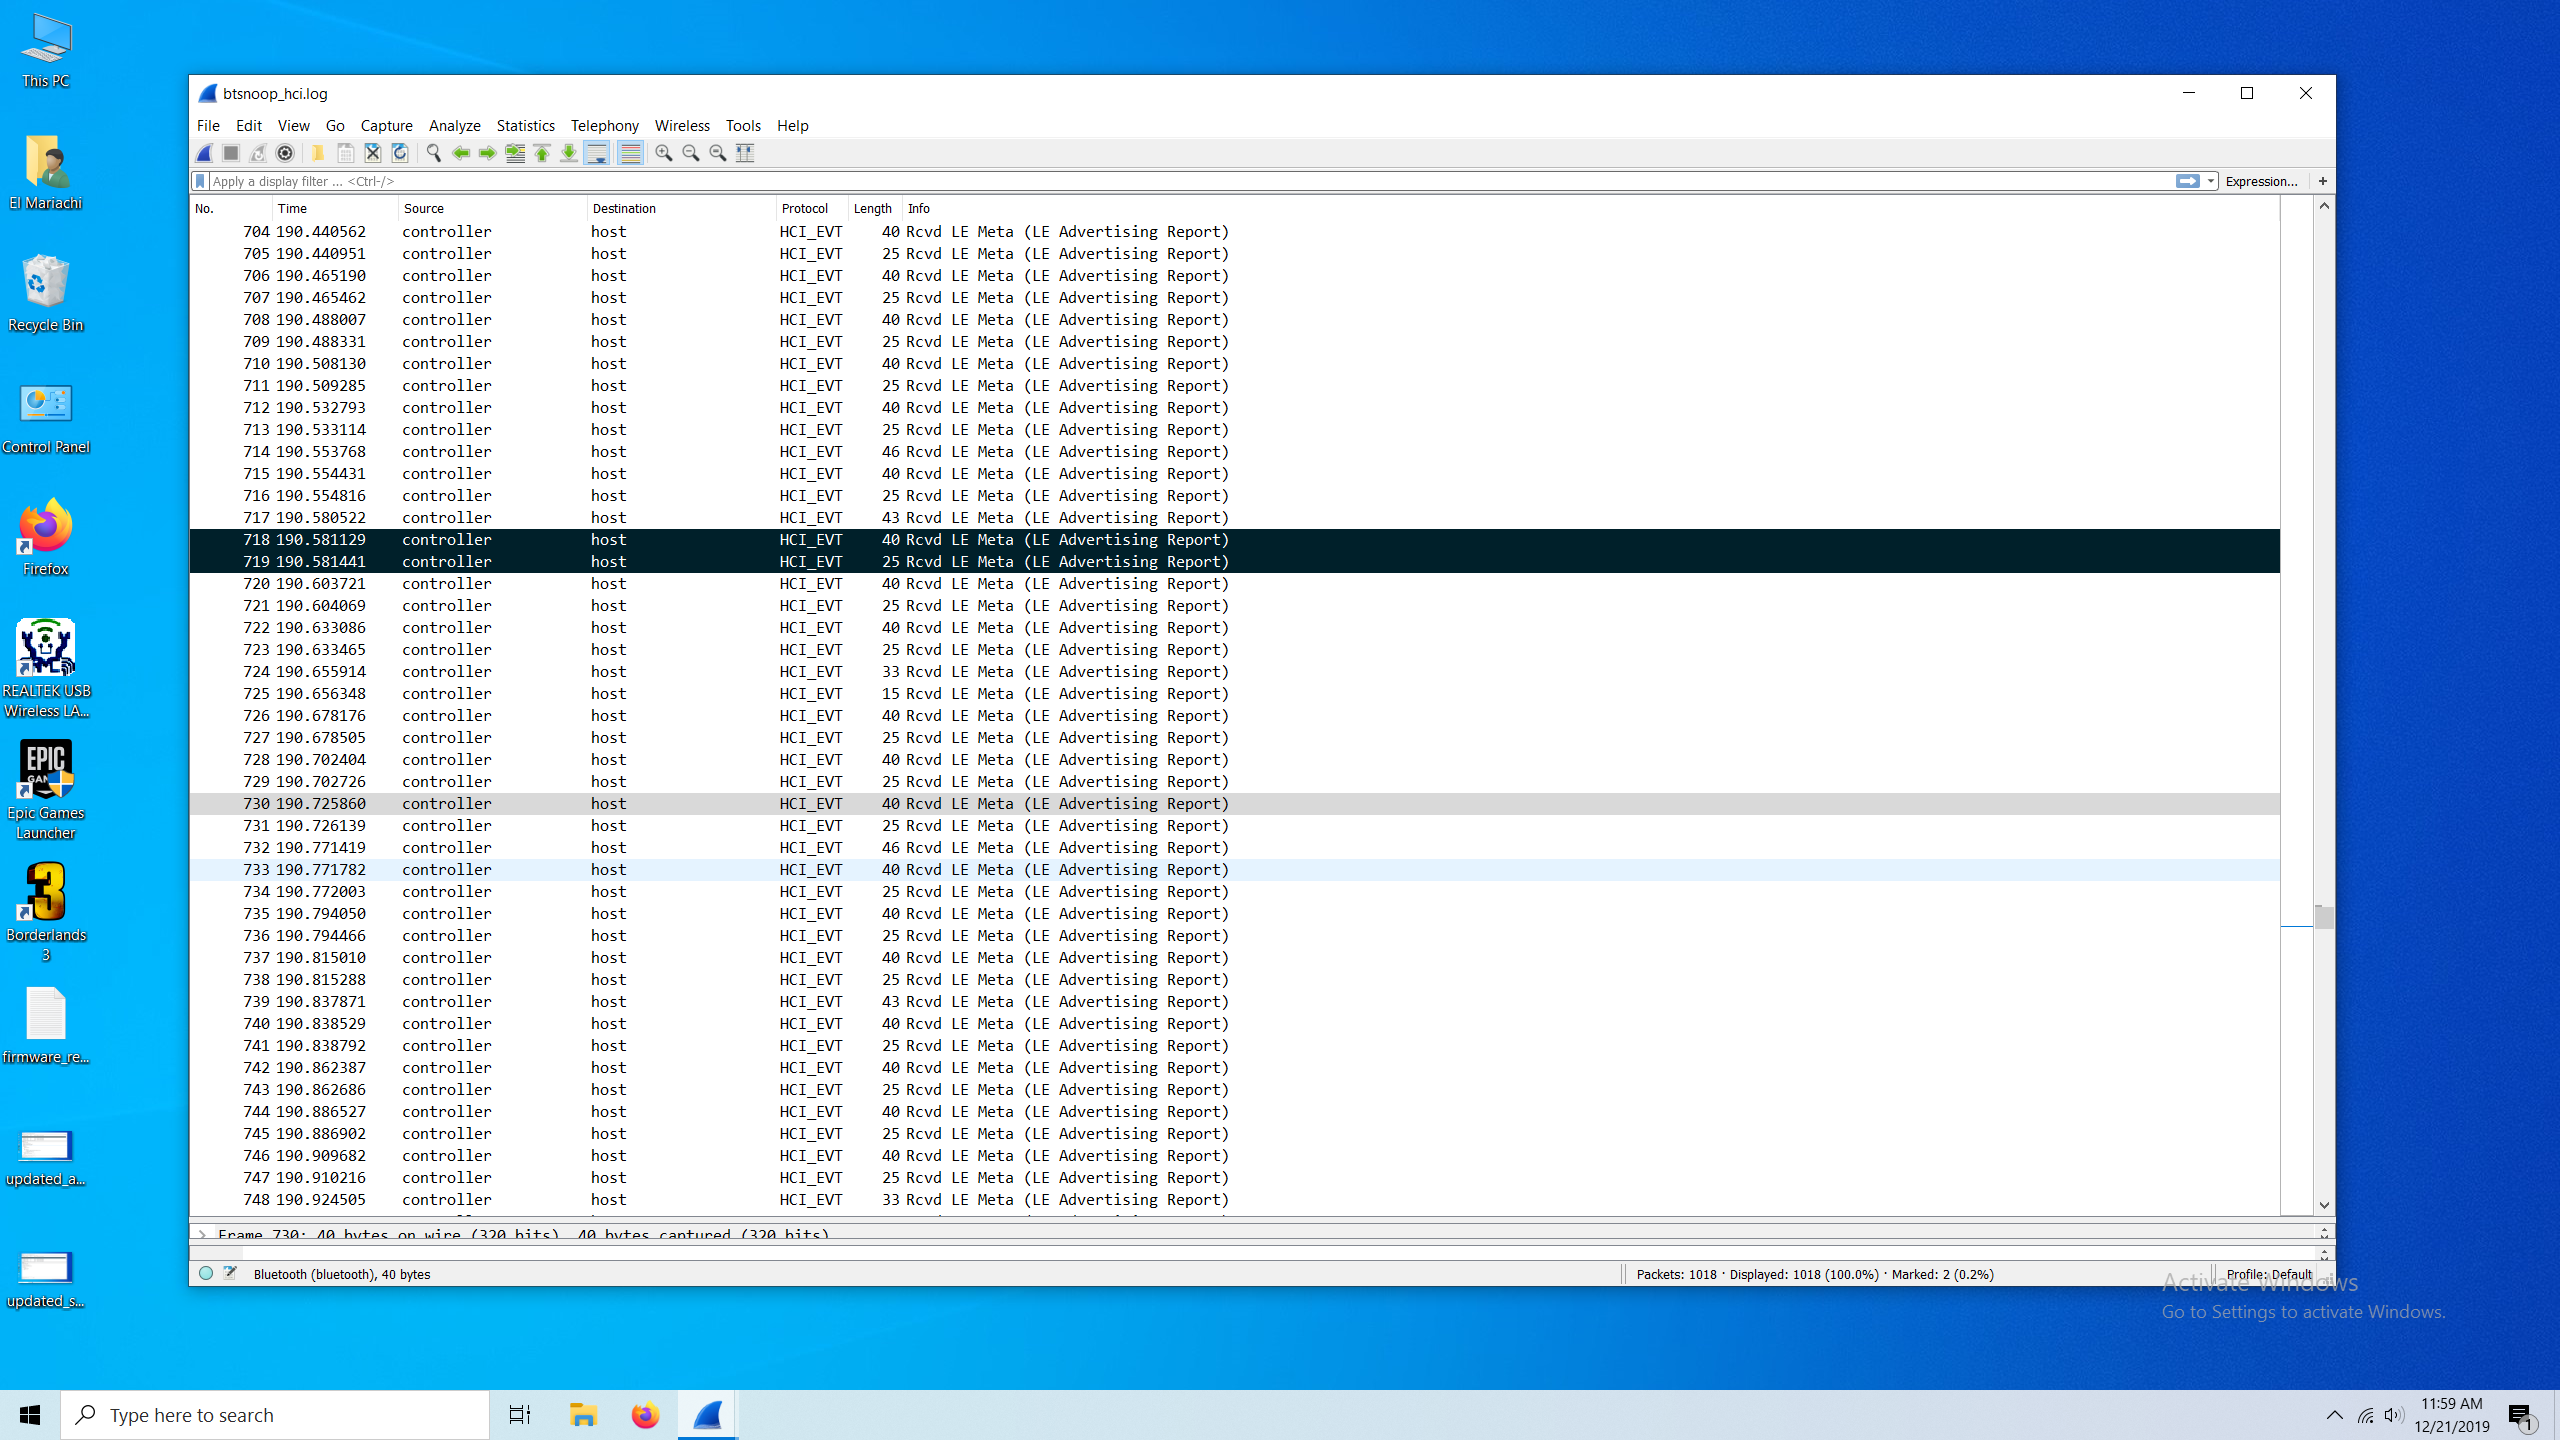 This PC
El Mariachi
Recycle Bin
Control Panel
Firefox
REALTEK USB
Wireless LA...
Epic Games
Launcher
Borderlands
3
firmware_re...
updated_a...
updated_s...
btsnoop_hci.log
File Edit View Go Capture Analyze Statistics Telephony Wireless Tools Help
Apply a display filter ... <Ctrl-/>
Expression... +
No. Time Source Destination Protocol Length Info
704 190.440562 controller host HCI_EVT 40 Rcvd LE Meta (LE Advertising Report)
705 190.440951 controller host HCI_EVT 25 Rcvd LE Meta (LE Advertising Report)
706 190.465190 controller host HCI_EVT 40 Rcvd LE Meta (LE Advertising Report)
707 190.465462 controller host HCI_EVT 25 Rcvd LE Meta (LE Advertising Report)
708 190.488007 controller host HCI_EVT 40 Rcvd LE Meta (LE Advertising Report)
709 190.488331 controller host HCI_EVT 25 Rcvd LE Meta (LE Advertising Report)
710 190.508130 controller host HCI_EVT 40 Rcvd LE Meta (LE Advertising Report)
711 190.509285 controller host HCI_EVT 25 Rcvd LE Meta (LE Advertising Report)
712 190.532793 controller host HCI_EVT 40 Rcvd LE Meta (LE Advertising Report)
713 190.533114 controller host HCI_EVT 25 Rcvd LE Meta (LE Advertising Report)
714 190.553768 controller host HCI_EVT 46 Rcvd LE Meta (LE Advertising Report)
715 190.554431 controller host HCI_EVT 40 Rcvd LE Meta (LE Advertising Report)
716 190.554816 controller host HCI_EVT 25 Rcvd LE Meta (LE Advertising Report)
717 190.580522 controller host HCI_EVT 43 Rcvd LE Meta (LE Advertising Report)
718 190.581129 controller host HCI_EVT 40 Rcvd LE Meta (LE Advertising Report)
719 190.581441 controller host HCI_EVT 25 Rcvd LE Meta (LE Advertising Report)
720 190.603721 controller host HCI_EVT 40 Rcvd LE Meta (LE Advertising Report)
721 190.604069 controller host HCI_EVT 25 Rcvd LE Meta (LE Advertising Report)
722 190.633086 controller host HCI_EVT 40 Rcvd LE Meta (LE Advertising Report)
723 190.633465 controller host HCI_EVT 25 Rcvd LE Meta (LE Advertising Report)
724 190.655914 controller host HCI_EVT 33 Rcvd LE Meta (LE Advertising Report)
725 190.656348 controller host HCI_EVT 15 Rcvd LE Meta (LE Advertising Report)
726 190.678176 controller host HCI_EVT 40 Rcvd LE Meta (LE Advertising Report)
727 190.678505 controller host HCI_EVT 25 Rcvd LE Meta (LE Advertising Report)
728 190.702404 controller host HCI_EVT 40 Rcvd LE Meta (LE Advertising Report)
729 190.702726 controller host HCI_EVT 25 Rcvd LE Meta (LE Advertising Report)
730 190.725860 controller host HCI_EVT 40 Rcvd LE Meta (LE Advertising Report)
731 190.726139 controller host HCI_EVT 25 Rcvd LE Meta (LE Advertising Report)
732 190.771419 controller host HCI_EVT 46 Rcvd LE Meta (LE Advertising Report)
733 190.771782 controller host HCI_EVT 40 Rcvd LE Meta (LE Advertising Report)
734 190.772003 controller host HCI_EVT 25 Rcvd LE Meta (LE Advertising Report)
735 190.794050 controller host HCI_EVT 40 Rcvd LE Meta (LE Advertising Report)
736 190.794466 controller host HCI_EVT 25 Rcvd LE Meta (LE Advertising Report)
737 190.815010 controller host HCI_EVT 40 Rcvd LE Meta (LE Advertising Report)
738 190.815288 controller host HCI_EVT 25 Rcvd LE Meta (LE Advertising Report)
739 190.837871 controller host HCI_EVT 43 Rcvd LE Meta (LE Advertising Report)
740 190.838529 controller host HCI_EVT 40 Rcvd LE Meta (LE Advertising Report)
741 190.838792 controller host HCI_EVT 25 Rcvd LE Meta (LE Advertising Report)
742 190.862387 controller host HCI_EVT 40 Rcvd LE Meta (LE Advertising Report)
743 190.862686 controller host HCI_EVT 25 Rcvd LE Meta (LE Advertising Report)
744 190.886527 controller host HCI_EVT 40 Rcvd LE Meta (LE Advertising Report)
745 190.886902 controller host HCI_EVT 25 Rcvd LE Meta (LE Advertising Report)
746 190.909682 controller host HCI_EVT 40 Rcvd LE Meta (LE Advertising Report)
747 190.910216 controller host HCI_EVT 25 Rcvd LE Meta (LE Advertising Report)
748 190.924505 controller host HCI_EVT 33 Rcvd LE Meta (LE Advertising Report)
Frame 730: 40 bytes on wire (320 bits), 40 bytes captured (320 bits)
Bluetooth (bluetooth), 40 bytes
Packets: 1018 · Displayed: 1018 (100.0%) · Marked: 2 (0.2%)
Profile: Default
Activate Windows
Go to Settings to activate Windows.
Type here to search
11:59 AM
12/21/2019
1